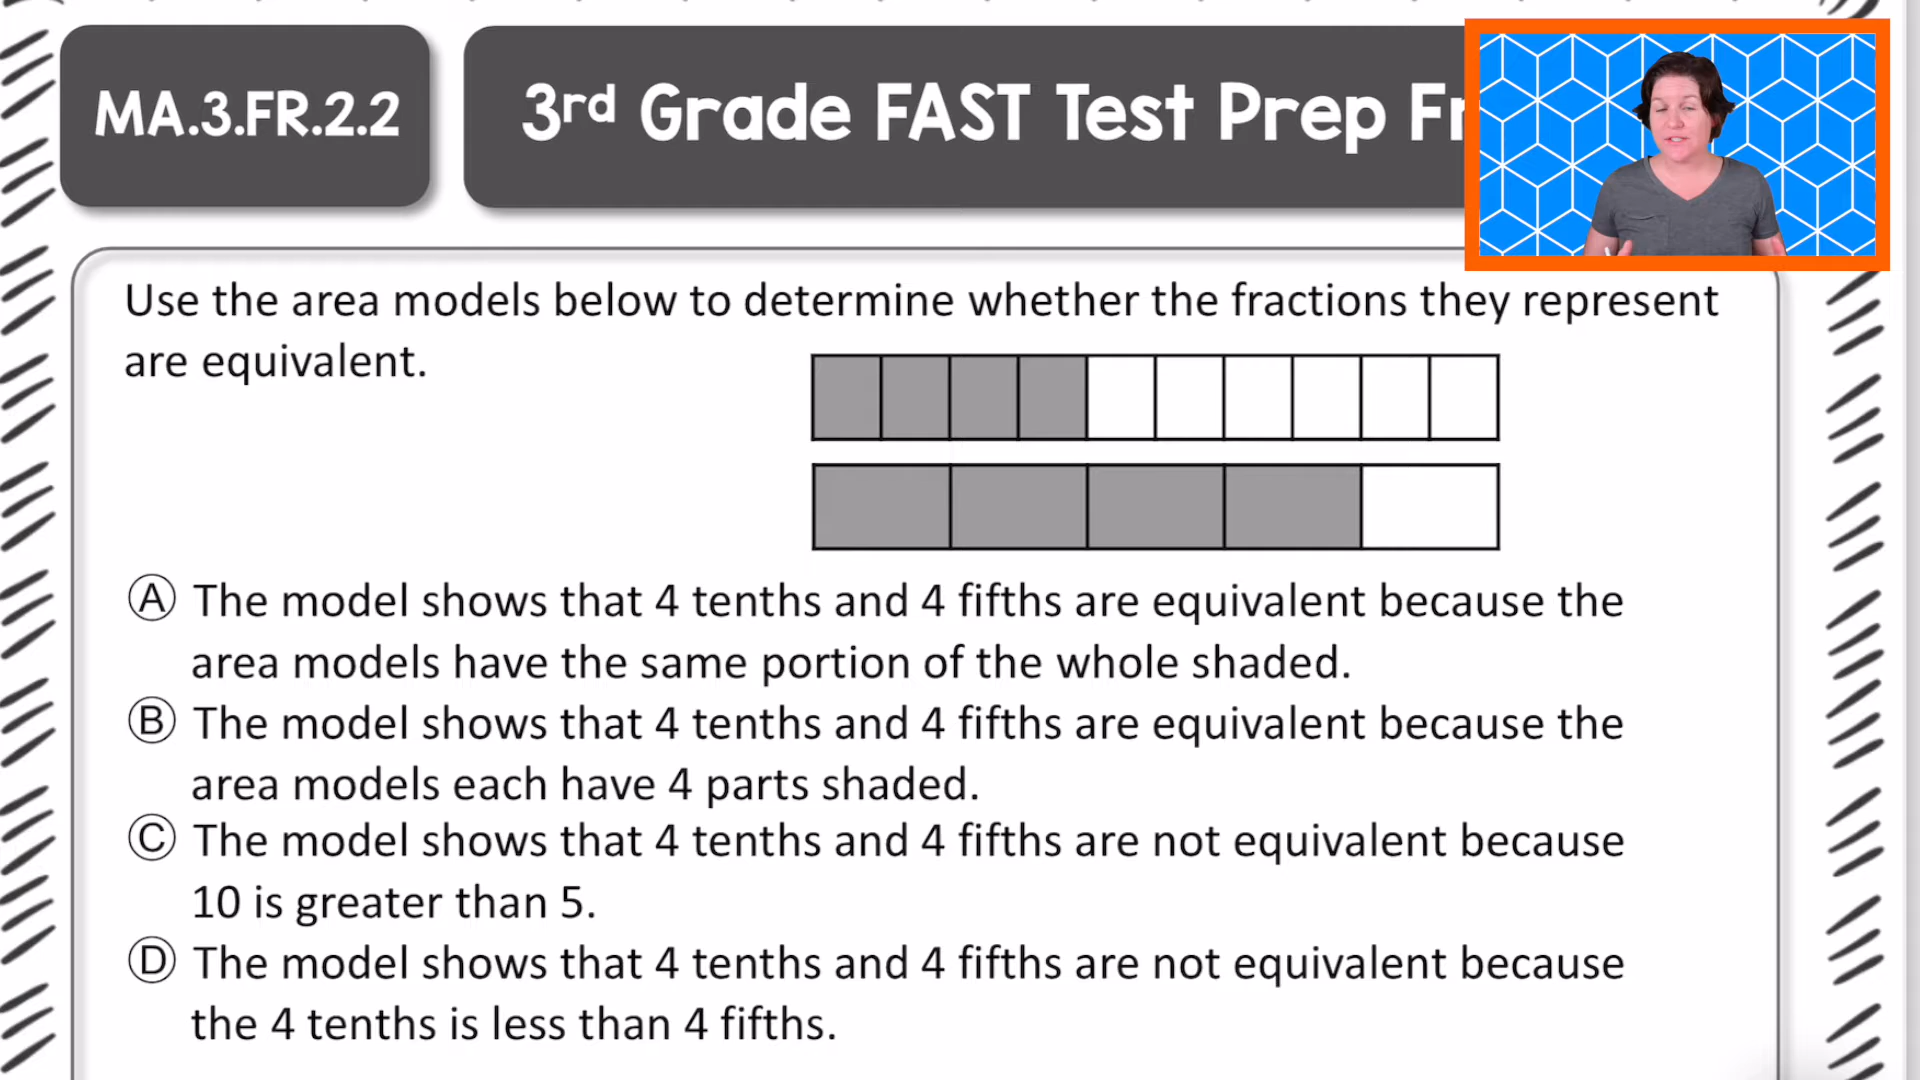 MA.3.FR.2.2
3rd Grade FAST Test Prep Fr
Use the area models below to determine whether the fractions they represent
are equivalent.
Ⓐ The model shows that 4 tenths and 4 fifths are equivalent because the
area models have the same portion of the whole shaded.
Ⓑ The model shows that 4 tenths and 4 fifths are equivalent because the
area models each have 4 parts shaded.
Ⓒ The model shows that 4 tenths and 4 fifths are not equivalent because
10 is greater than 5.
Ⓓ The model shows that 4 tenths and 4 fifths are not equivalent because
the 4 tenths is less than 4 fifths.